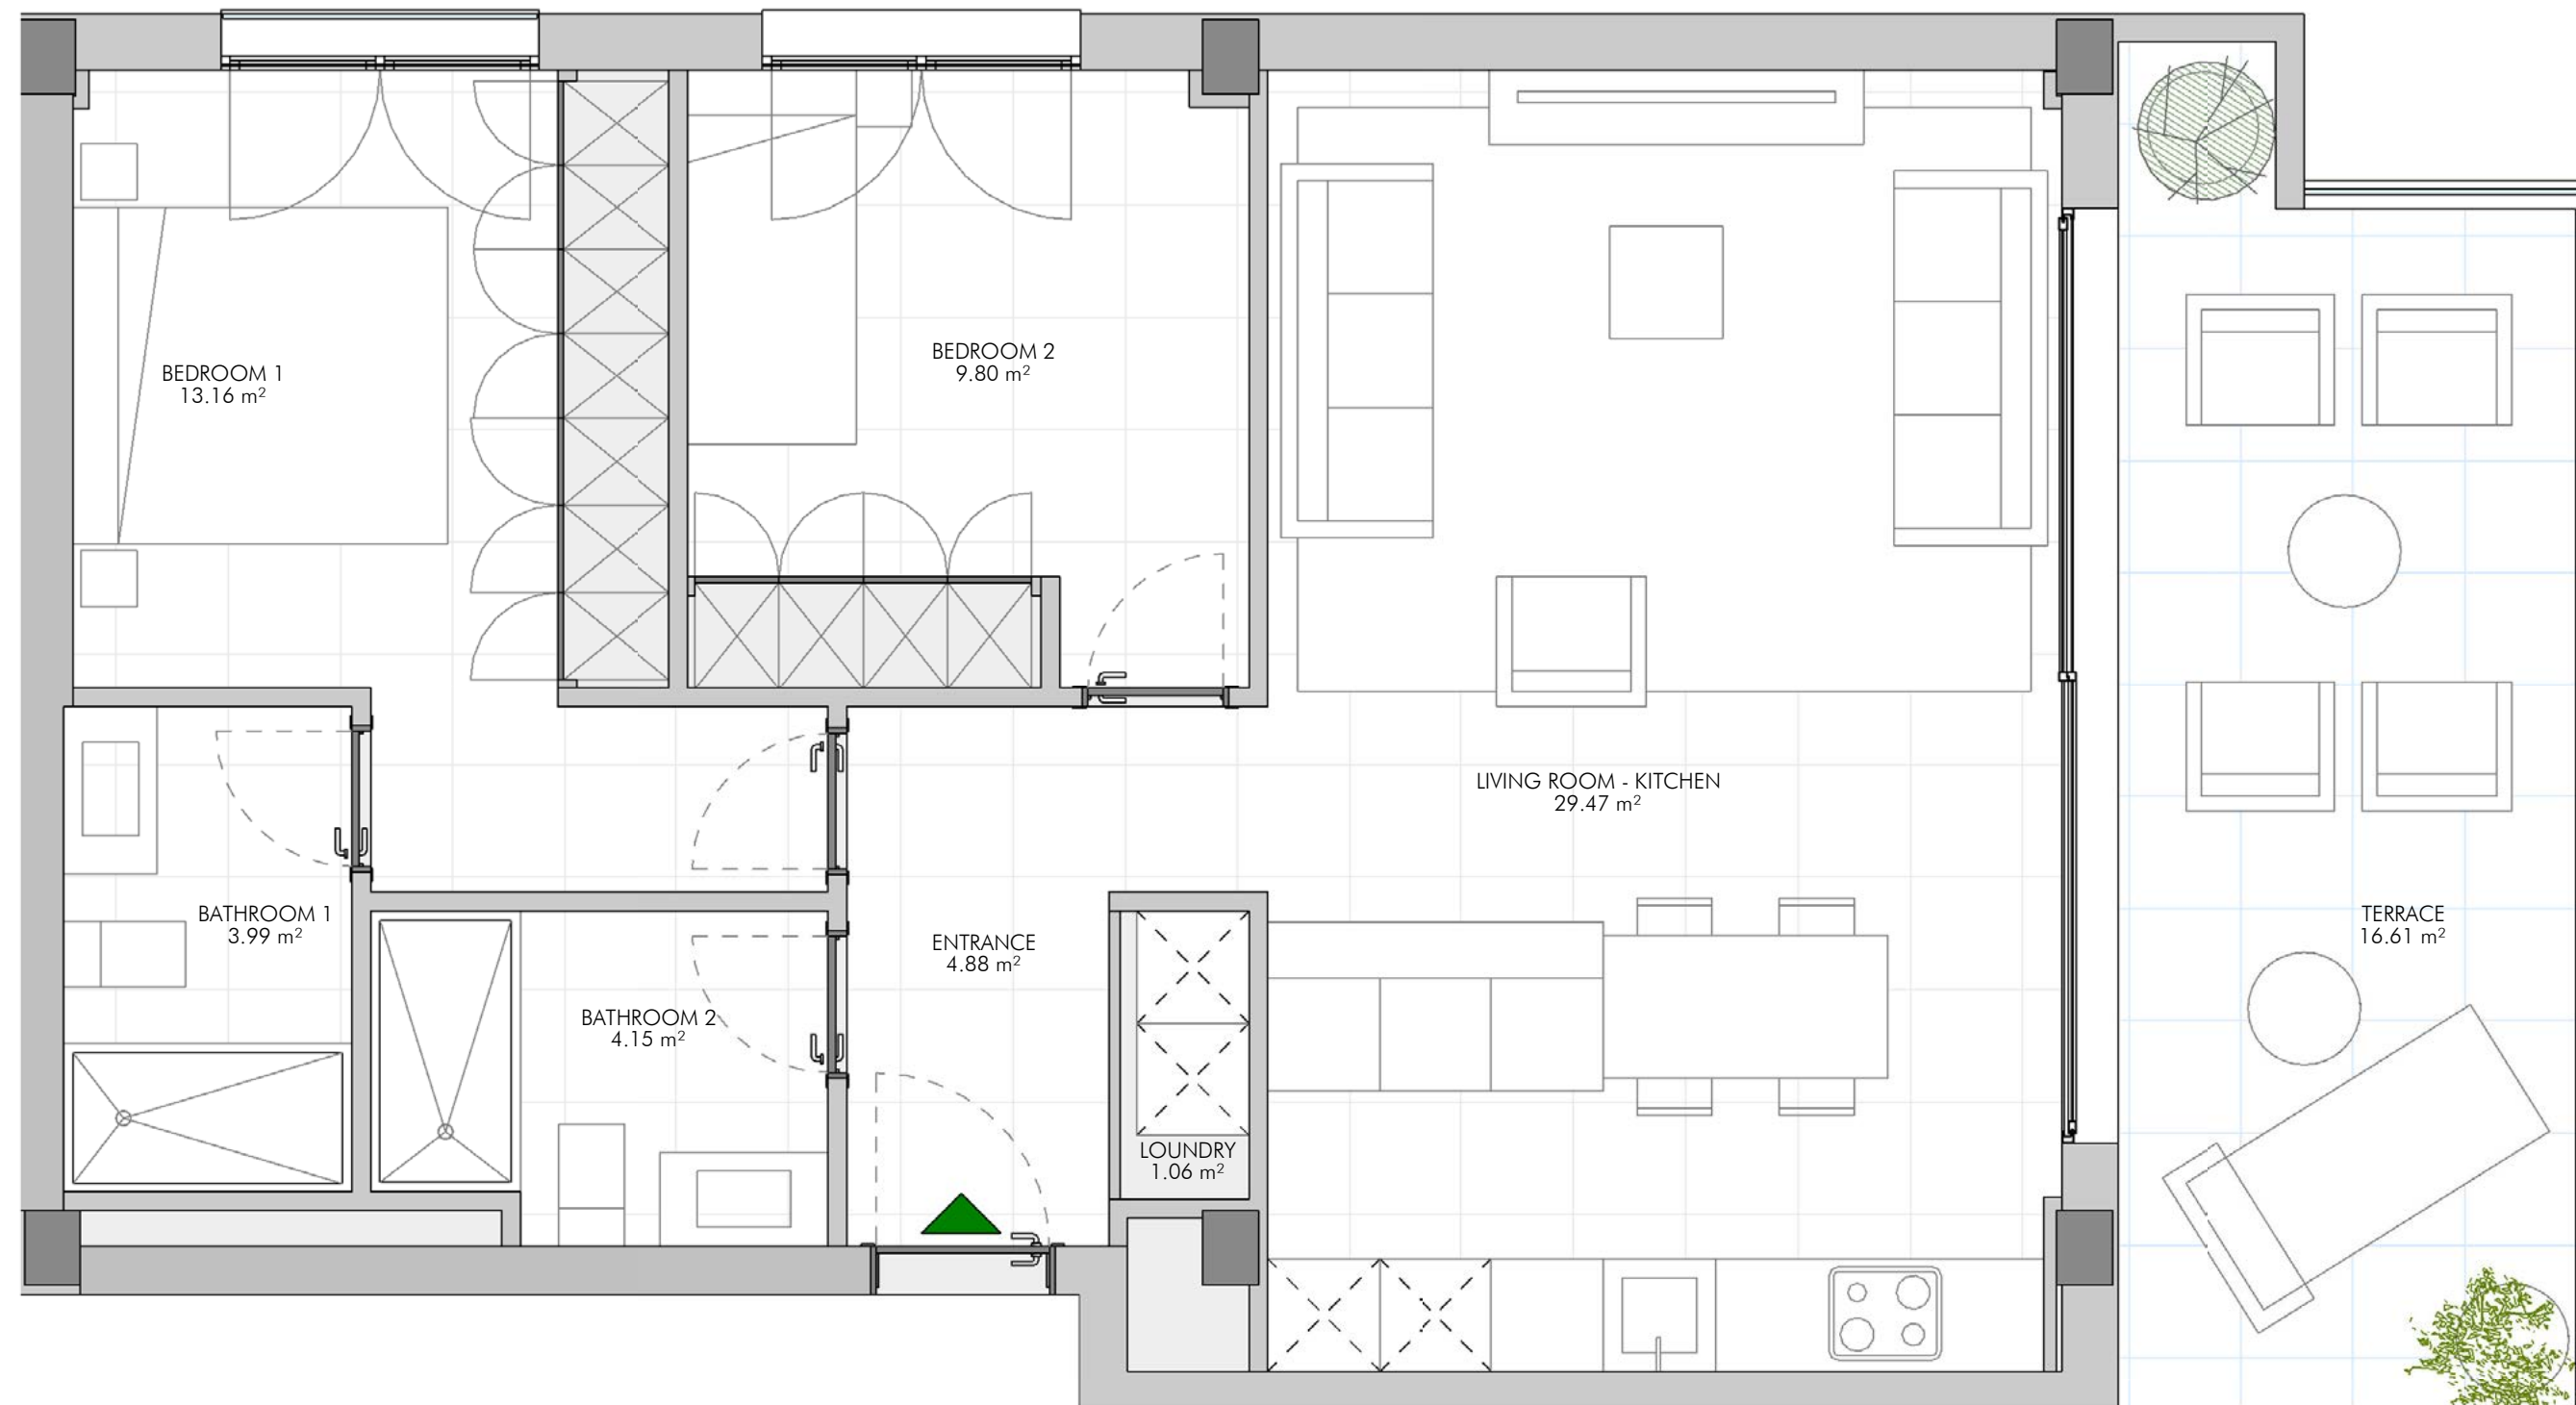 BEDROOM 1
13.16 m²
BEDROOM 2
9.80 m²
LIVING ROOM - KITCHEN
29.47 m²
BATHROOM 1
3.99 m²
ENTRANCE
4.88 m²
TERRACE
16.61 m²
BATHROOM 2
4.15 m²
LOUNDRY
1.06 m²